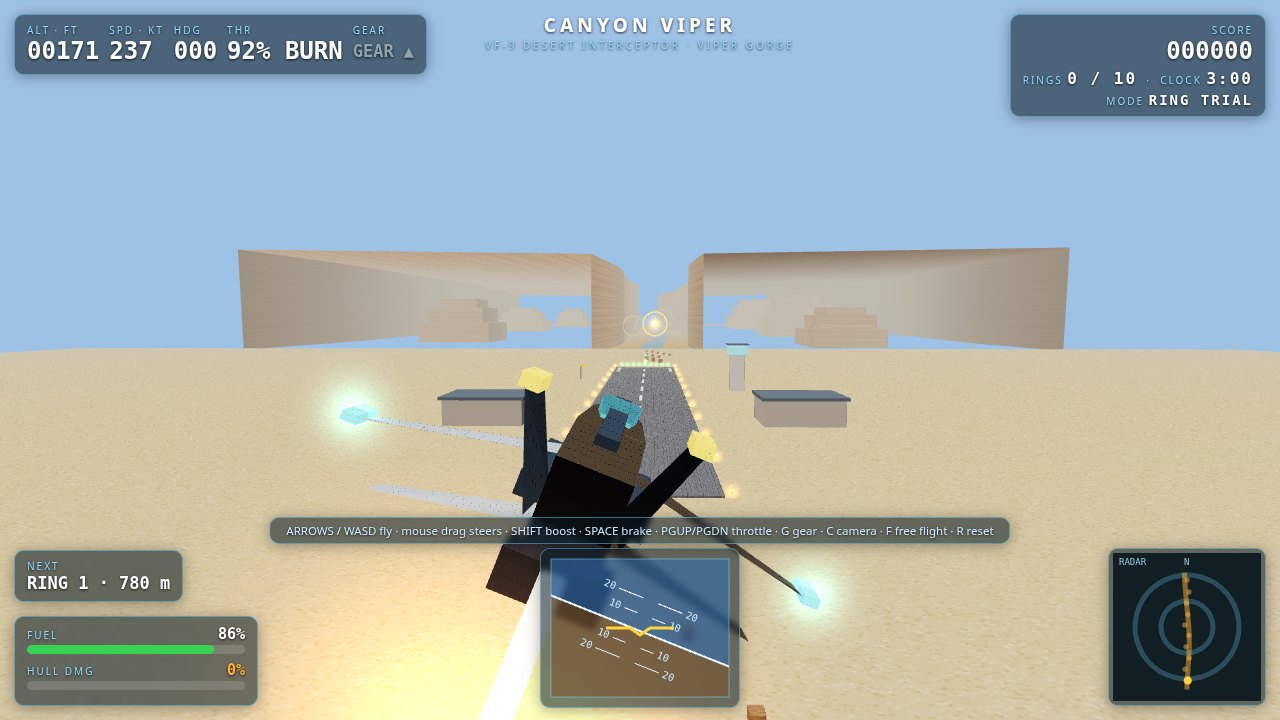 CANYON VIPER
VF-9 DESERT INTERCEPTOR · VIPER GORGE
ALT · FT SPD · KT HDG THR GEAR
00171 237 000 92% BURN GEAR ▲
SCORE
000000
RINGS 0 / 10 · CLOCK 3:00
MODE RING TRIAL
ARROWS / WASD fly · mouse drag steers · SHIFT boost · SPACE brake · PGUP/PGDN throttle · G gear · C camera · F free flight · R reset
NEXT
RING 1 · 780 m
FUEL 86%
HULL DMG 0%
20 20
10 10
10 10
20 20
RADAR N